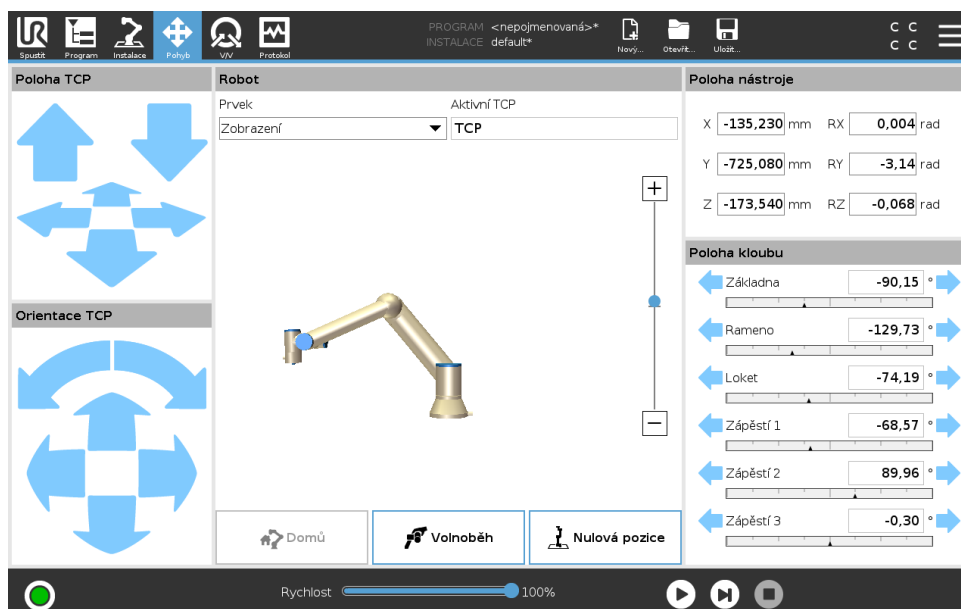 PROGRAM <nepojmenovaná>*
INSTALACE default*
Spustit Program Instalace Pohyb V/V Protokol Nový... Otevřít... Uložit...
C C
C C
Poloha TCP
Orientace TCP
Robot
Prvek Aktivní TCP
Zobrazení TCP
+
−
Domů Volnoběh Nulová pozice
Poloha nástroje
X -135,230 mm RX 0,004 rad
Y -725,080 mm RY -3,14 rad
Z -173,540 mm RZ -0,068 rad
Poloha kloubu
Základna -90,15 °
Rameno -129,73 °
Loket -74,19 °
Zápěstí 1 -68,57 °
Zápěstí 2 89,96 °
Zápěstí 3 -0,30 °
Rychlost 100%